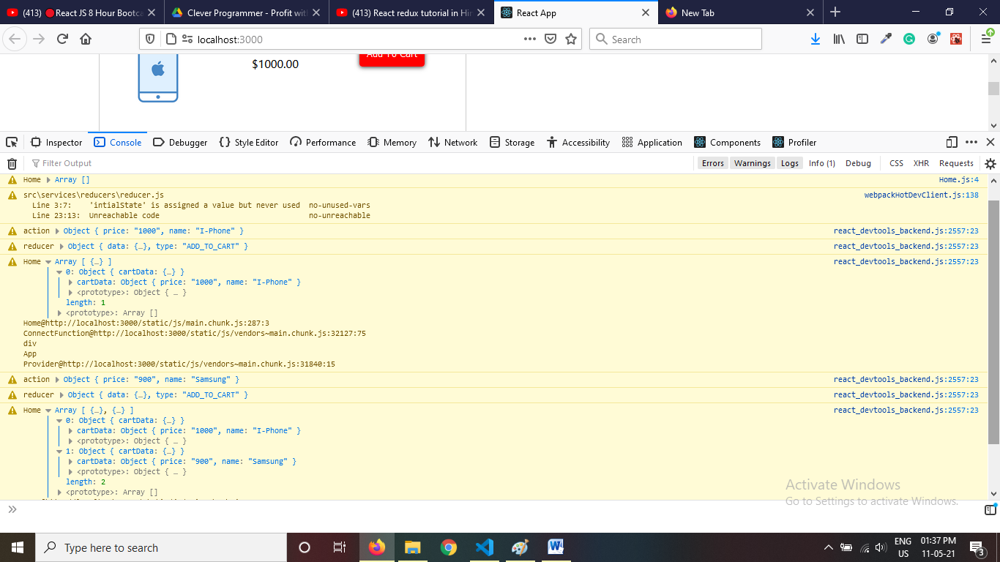 (413) 🔴React JS 8 Hour Bootca
Clever Programmer - Profit wit
(413) React redux tutorial in Hin
React App
New Tab
localhost:3000
Search
$1000.00
Add To Cart
Inspector
Console
Debugger
Style Editor
Performance
Memory
Network
Storage
Accessibility
Application
Components
Profiler
Filter Output
Errors
Warnings
Logs
Info (1)
Debug
CSS
XHR
Requests
Home Array [] Home.js:4
src\services\reducers\reducer.js webpackHotDevClient.js:138
Line 3:7: 'intialState' is assigned a value but never used no-unused-vars
Line 23:13: Unreachable code no-unreachable
action Object { price: "1000", name: "I-Phone" } react_devtools_backend.js:2557:23
reducer Object { data: {…}, type: "ADD_TO_CART" } react_devtools_backend.js:2557:23
Home Array [ {…} ] react_devtools_backend.js:2557:23
0: Object { cartData: {…} }
cartData: Object { price: "1000", name: "I-Phone" }
<prototype>: Object { … }
length: 1
<prototype>: Array []
Home@http://localhost:3000/static/js/main.chunk.js:287:3
ConnectFunction@http://localhost:3000/static/js/vendors~main.chunk.js:32127:75
div
App
Provider@http://localhost:3000/static/js/vendors~main.chunk.js:31840:15
action Object { price: "900", name: "Samsung" } react_devtools_backend.js:2557:23
reducer Object { data: {…}, type: "ADD_TO_CART" } react_devtools_backend.js:2557:23
Home Array [ {…}, {…} ] react_devtools_backend.js:2557:23
0: Object { cartData: {…} }
cartData: Object { price: "1000", name: "I-Phone" }
<prototype>: Object { … }
1: Object { cartData: {…} }
cartData: Object { price: "900", name: "Samsung" }
<prototype>: Object { … }
length: 2
<prototype>: Array []
Activate Windows
Go to Settings to activate Windows.
Type here to search
ENG
US
01:37 PM
11-05-21
3